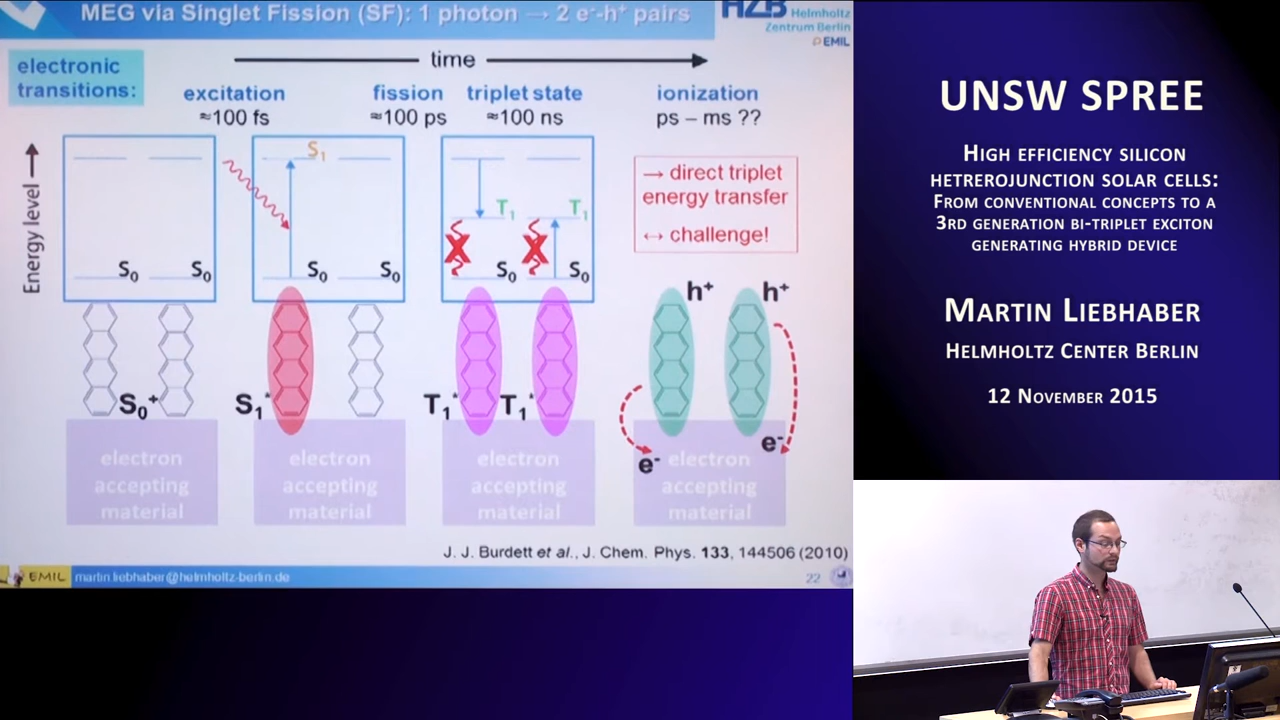 MEG via Singlet Fission (SF): 1 photon → 2 e⁻-h⁺ pairs
HZB Helmholtz
Zentrum Berlin
EMIL
time
electronic
transitions:
excitation
≈100 fs
fission
≈100 ps
triplet state
≈100 ns
ionization
ps – ms ??
Energy level
S₀ S₀
S₁
S₀ S₀
T₁ T₁
S₀ S₀
→ direct triplet
energy transfer
↔ challenge!
h⁺ h⁺
S₀⁺
S₁*
T₁* T₁*
e⁻ e⁻
electron
accepting
material
electron
accepting
material
electron
accepting
material
electron
accepting
material
J. J. Burdett et al., J. Chem. Phys. 133, 144506 (2010)
EMIL martin.liebhaber@helmholtz-berlin.de 22
UNSW SPREE
HIGH EFFICIENCY SILICON
HETREROJUNCTION SOLAR CELLS:
FROM CONVENTIONAL CONCEPTS TO A
3RD GENERATION BI-TRIPLET EXCITON
GENERATING HYBRID DEVICE
MARTIN LIEBHABER
HELMHOLTZ CENTER BERLIN
12 NOVEMBER 2015